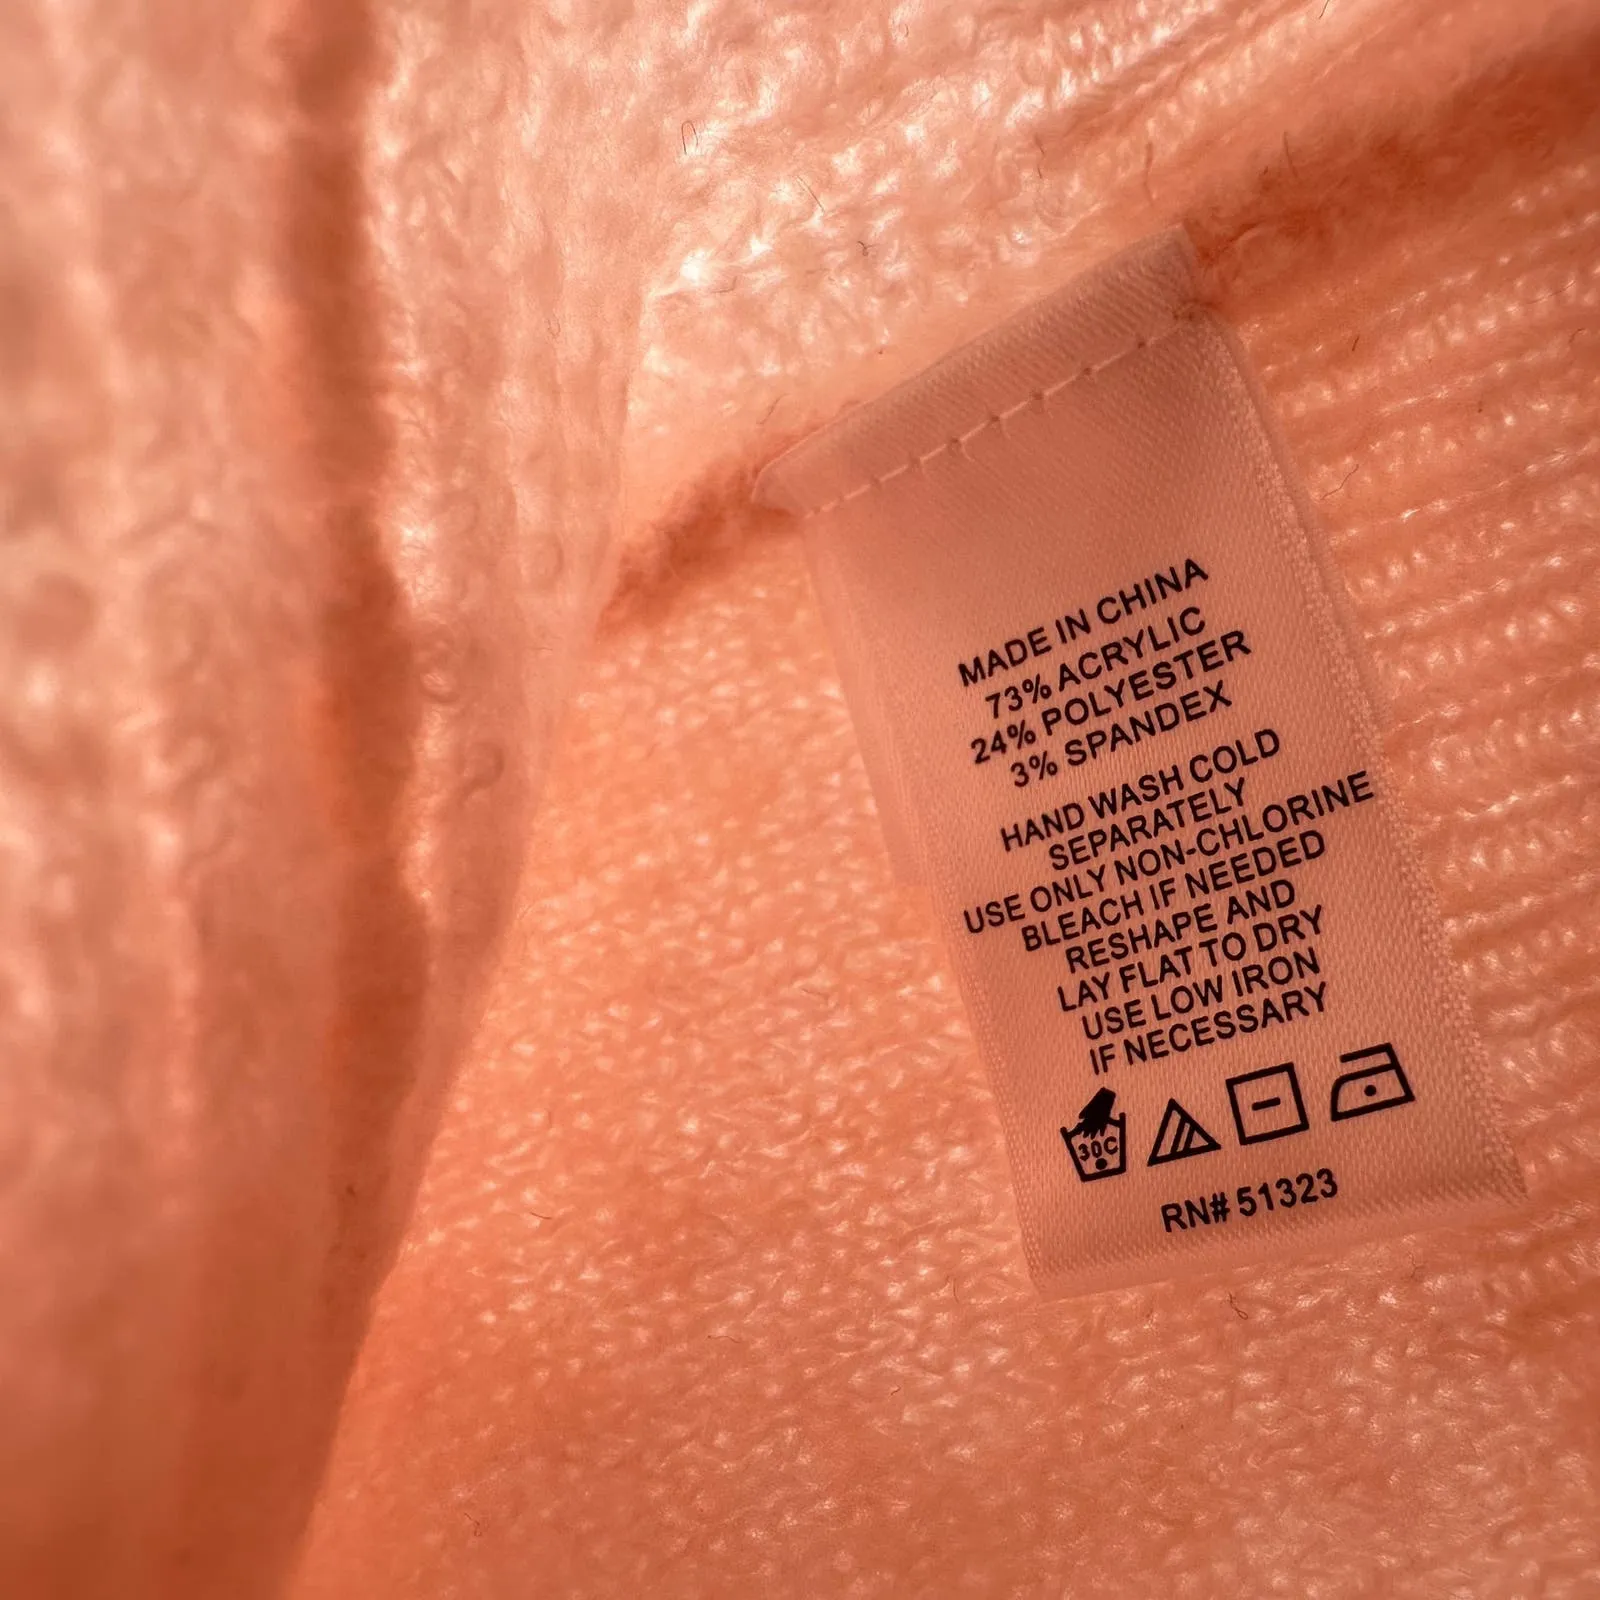 MADE IN CHINA
73% ACRYLIC
24% POLYESTER
3% SPANDEX
HAND WASH COLD
SEPARATELY
USE ONLY NON-CHLORINE
BLEACH IF NEEDED
RESHAPE AND
LAY FLAT TO DRY
USE LOW IRON
IF NECESSARY
30C
RN# 51323